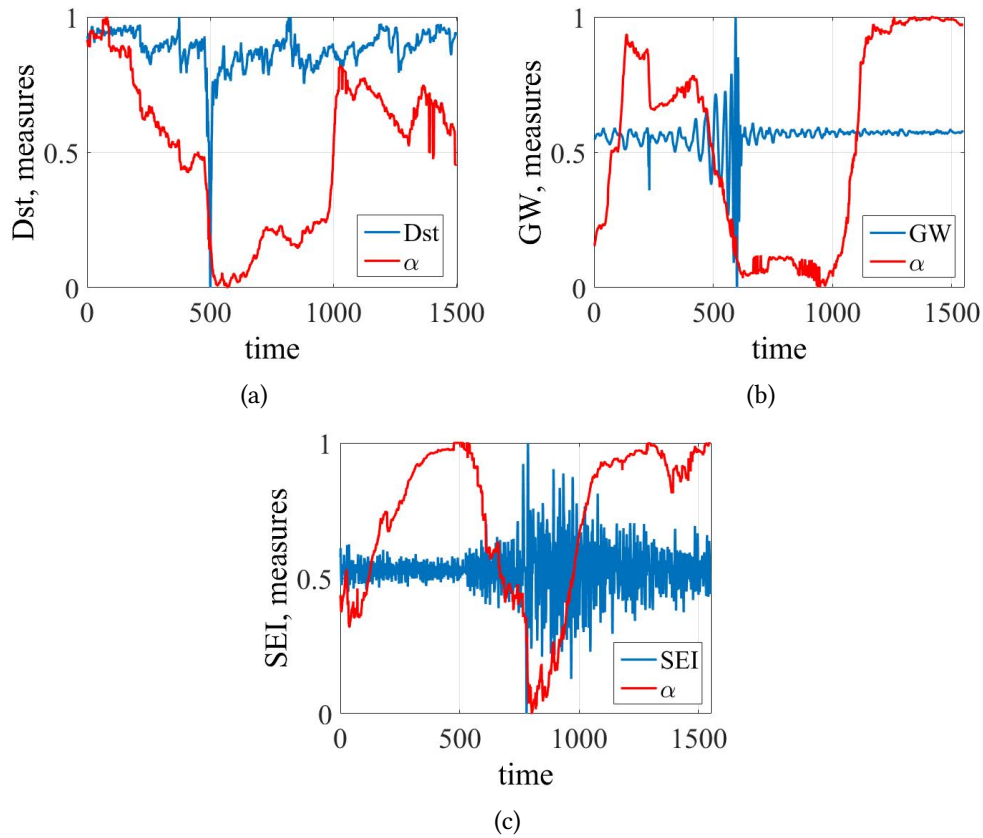 1
0.5
0
Dst, measures
0 500 1000 1500
time
Dst
α
(a)
1
0.5
0
GW, measures
0 500 1000 1500
time
GW
α
(b)
1
0.5
0
SEI, measures
0 500 1000 1500
time
SEI
α
(c)